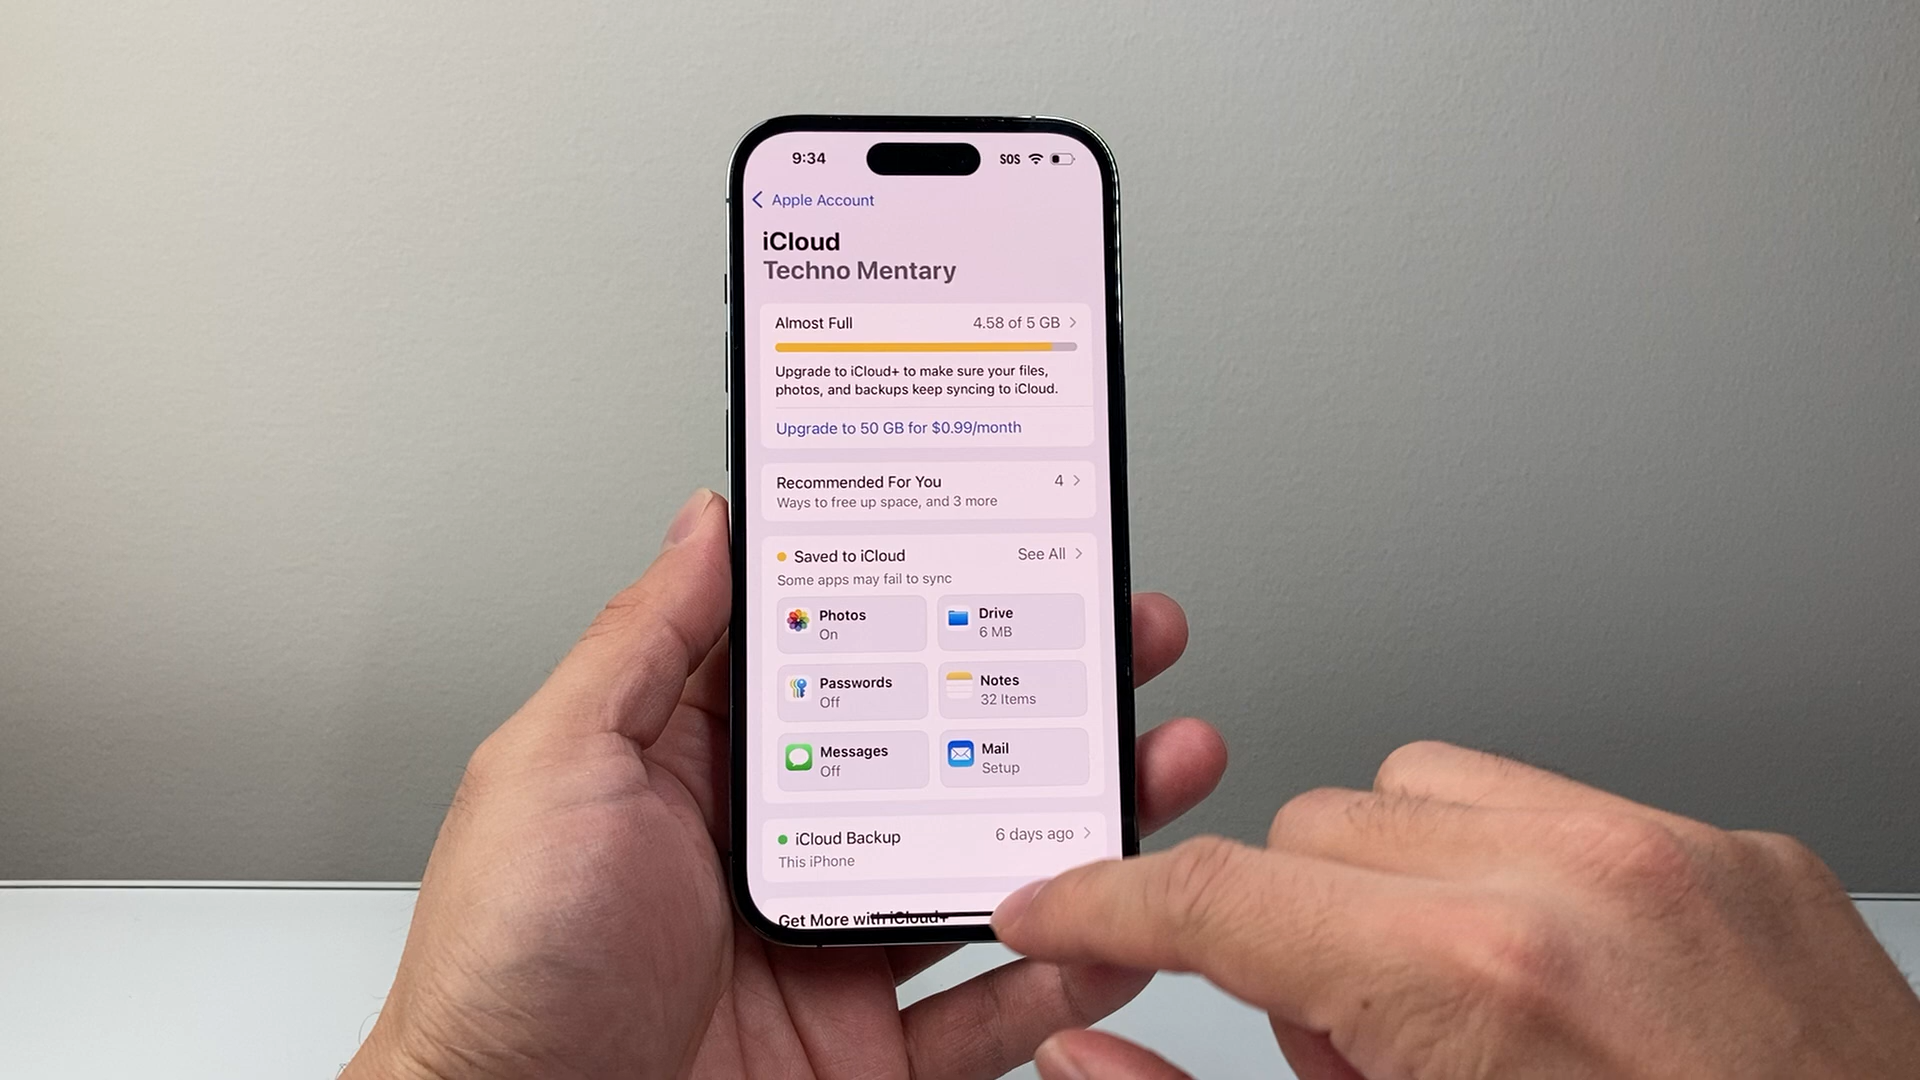 9:34
SOS
Apple Account
iCloud
Techno Mentary
Almost Full
4.58 of 5 GB
Upgrade to iCloud+ to make sure your files,
photos, and backups keep syncing to iCloud.
Upgrade to 50 GB for $0.99/month
Recommended For You
4
Ways to free up space, and 3 more
Saved to iCloud
See All
Some apps may fail to sync
Photos
On
Drive
6 MB
Passwords
Off
Notes
32 Items
Messages
Off
Mail
Setup
iCloud Backup
6 days ago
This iPhone
Get More with iCloud+